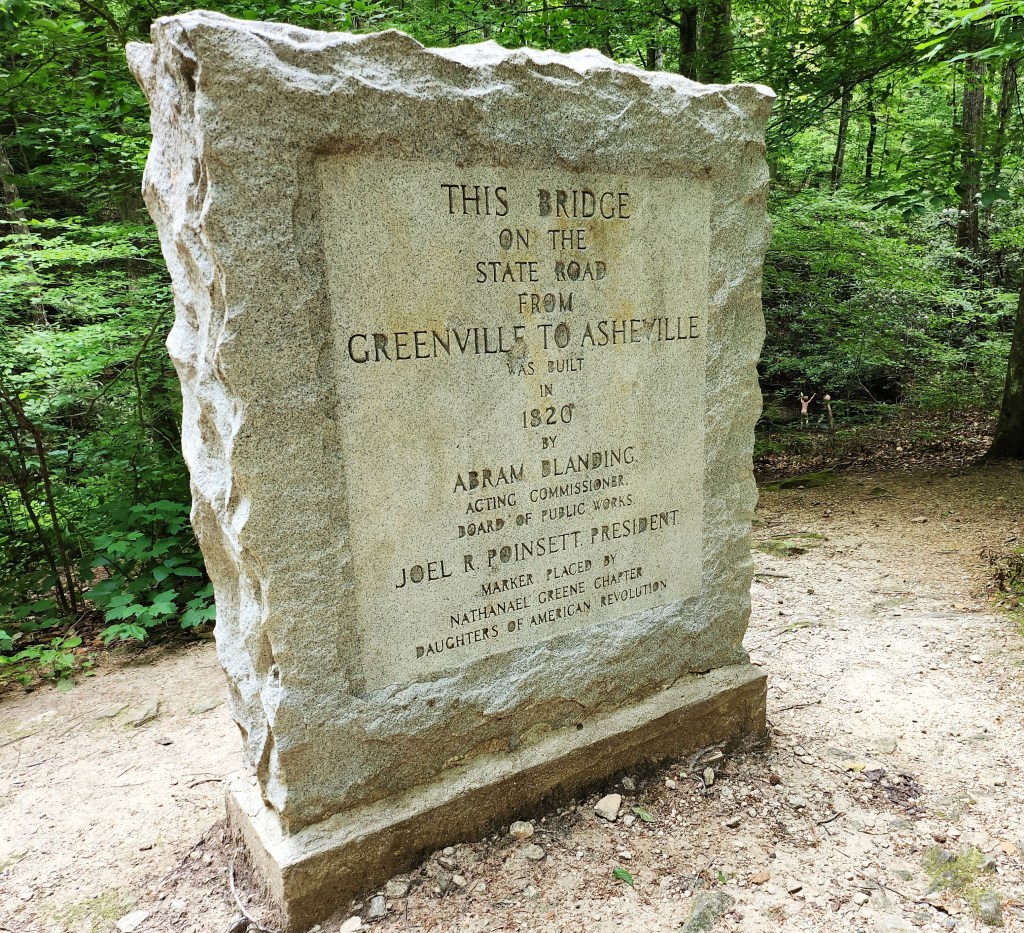 THIS BRIDGE
ON THE
STATE ROAD
FROM
GREENVILLE TO ASHEVILLE
WAS BUILT
IN
1820
BY
ABRAM BLANDING,
ACTING COMMISSIONER,
BOARD OF PUBLIC WORKS
JOEL R. POINSETT, PRESIDENT
MARKER PLACED BY
NATHANAEL GREENE CHAPTER
DAUGHTERS OF AMERICAN REVOLUTION